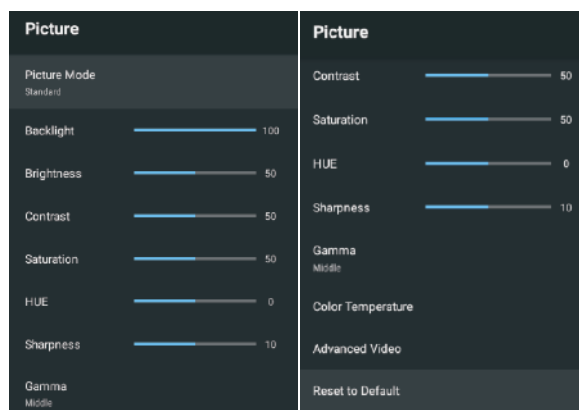 Picture
Picture Mode
Standard
Backlight 100
Brightness 50
Contrast 50
Saturation 50
HUE 0
Sharpness 10
Gamma
Middle
Picture
Contrast 50
Saturation 50
HUE 0
Sharpness 10
Gamma
Middle
Color Temperature
Advanced Video
Reset to Default